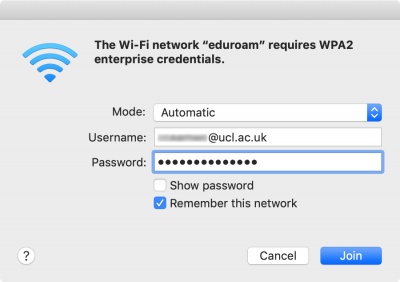 The Wi-Fi network “eduroam” requires WPA2
enterprise credentials.
Mode: Automatic
Username: @ucl.ac.uk
Password: ••••••••••••••
Show password
Remember this network
? Cancel Join